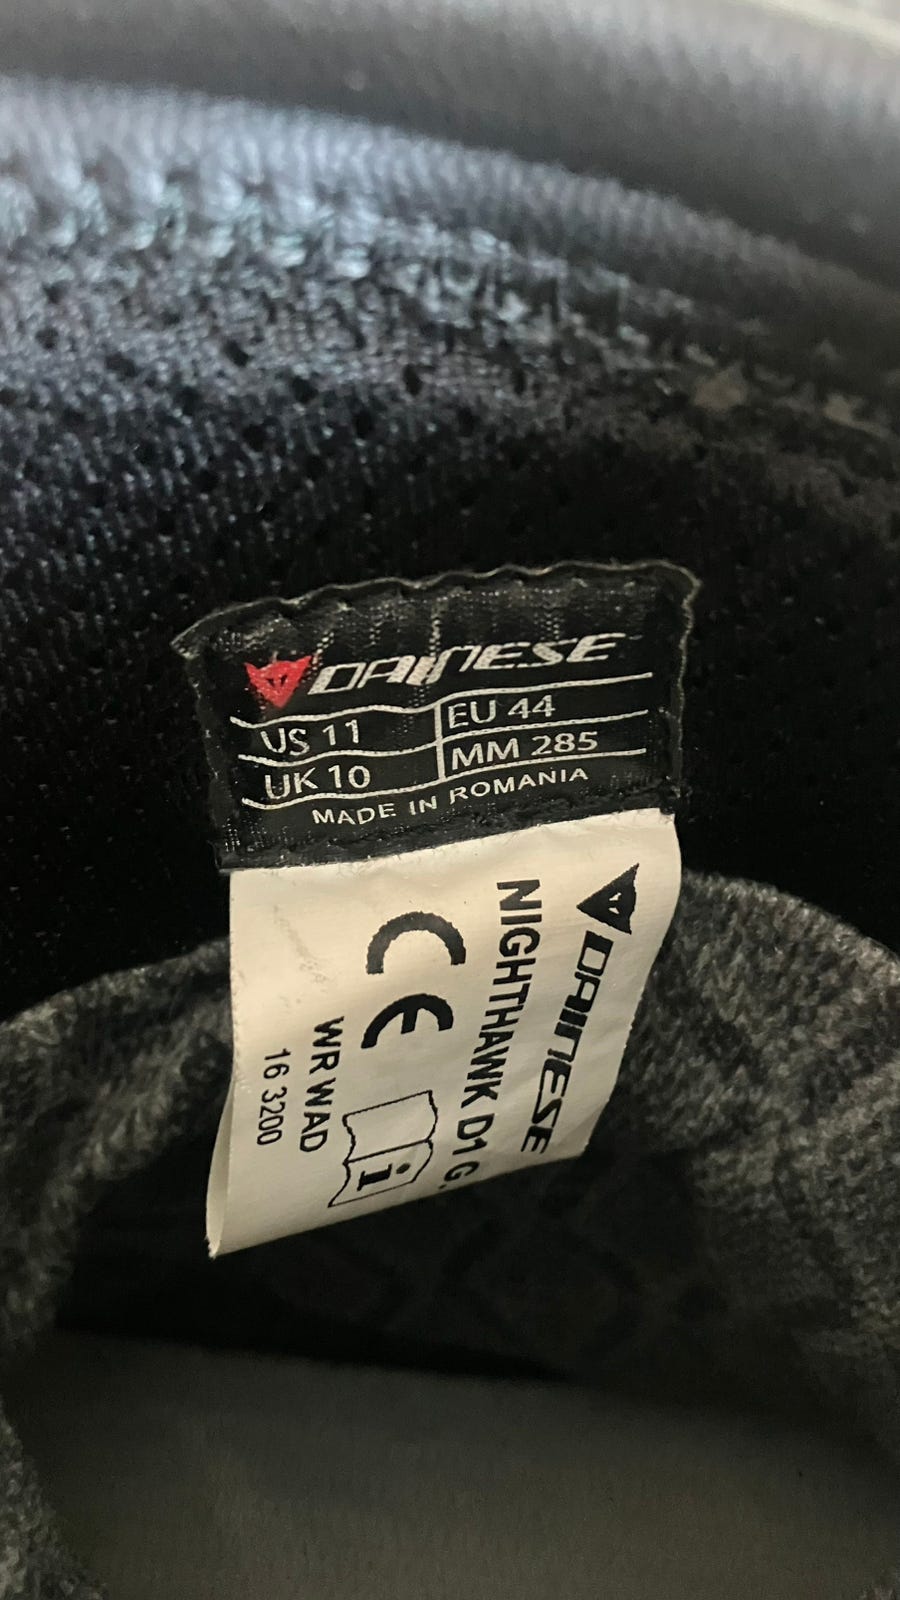 DAINESE
US 11 EU 44
UK 10 MM 285
MADE IN ROMANIA
DAINESE
NIGHTHAWK D1 G.
CE
i
WR WAD
16 3200